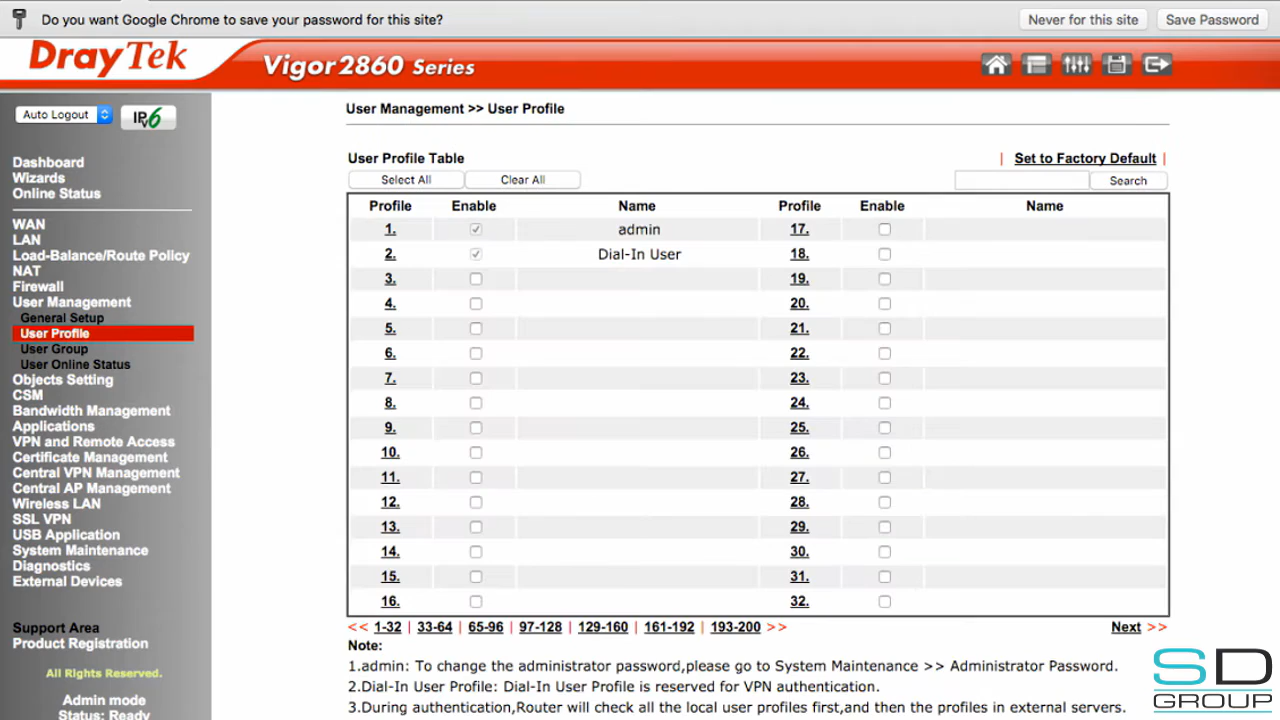 Do you want Google Chrome to save your password for this site?
Never for this site
Save Password
DrayTek
Vigor2860 Series
Auto Logout
IPv6
Dashboard
Wizards
Online Status
WAN
LAN
Load-Balance/Route Policy
NAT
Firewall
User Management
General Setup
User Profile
User Group
User Online Status
Objects Setting
CSM
Bandwidth Management
Applications
VPN and Remote Access
Certificate Management
Central VPN Management
Central AP Management
Wireless LAN
SSL VPN
USB Application
System Maintenance
Diagnostics
External Devices
Support Area
Product Registration
All Rights Reserved.
Admin mode
Status: Ready
User Management >> User Profile
User Profile Table
| Set to Factory Default |
Select All
Clear All
Search
Profile Enable Name Profile Enable Name
1. admin 17.
2. Dial-In User 18.
3. 19.
4. 20.
5. 21.
6. 22.
7. 23.
8. 24.
9. 25.
10. 26.
11. 27.
12. 28.
13. 29.
14. 30.
15. 31.
16. 32.
<< 1-32 | 33-64 | 65-96 | 97-128 | 129-160 | 161-192 | 193-200 >>
Next >>
Note:
1.admin: To change the administrator password,please go to System Maintenance >> Administrator Password.
2.Dial-In User Profile: Dial-In User Profile is reserved for VPN authentication.
3.During authentication,Router will check all the local user profiles first,and then the profiles in external servers.
SD
GROUP